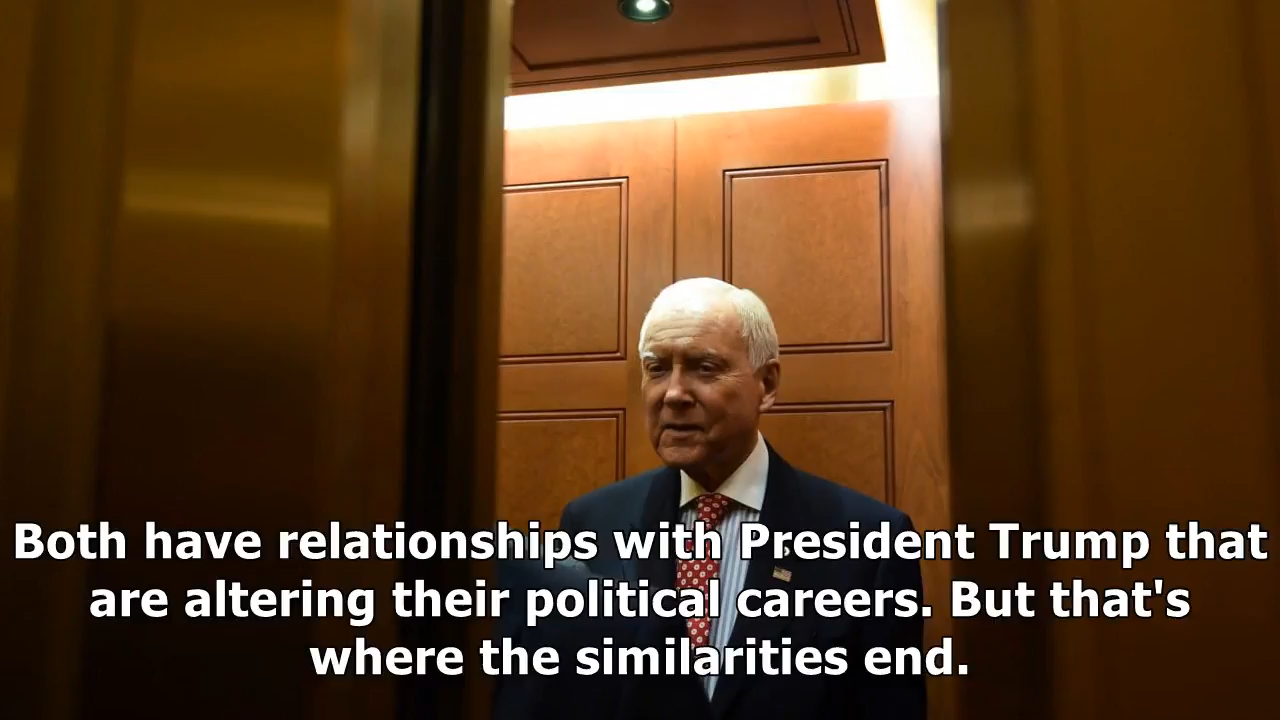 Both have relationships with President Trump that
are altering their political careers. But that's
where the similarities end.